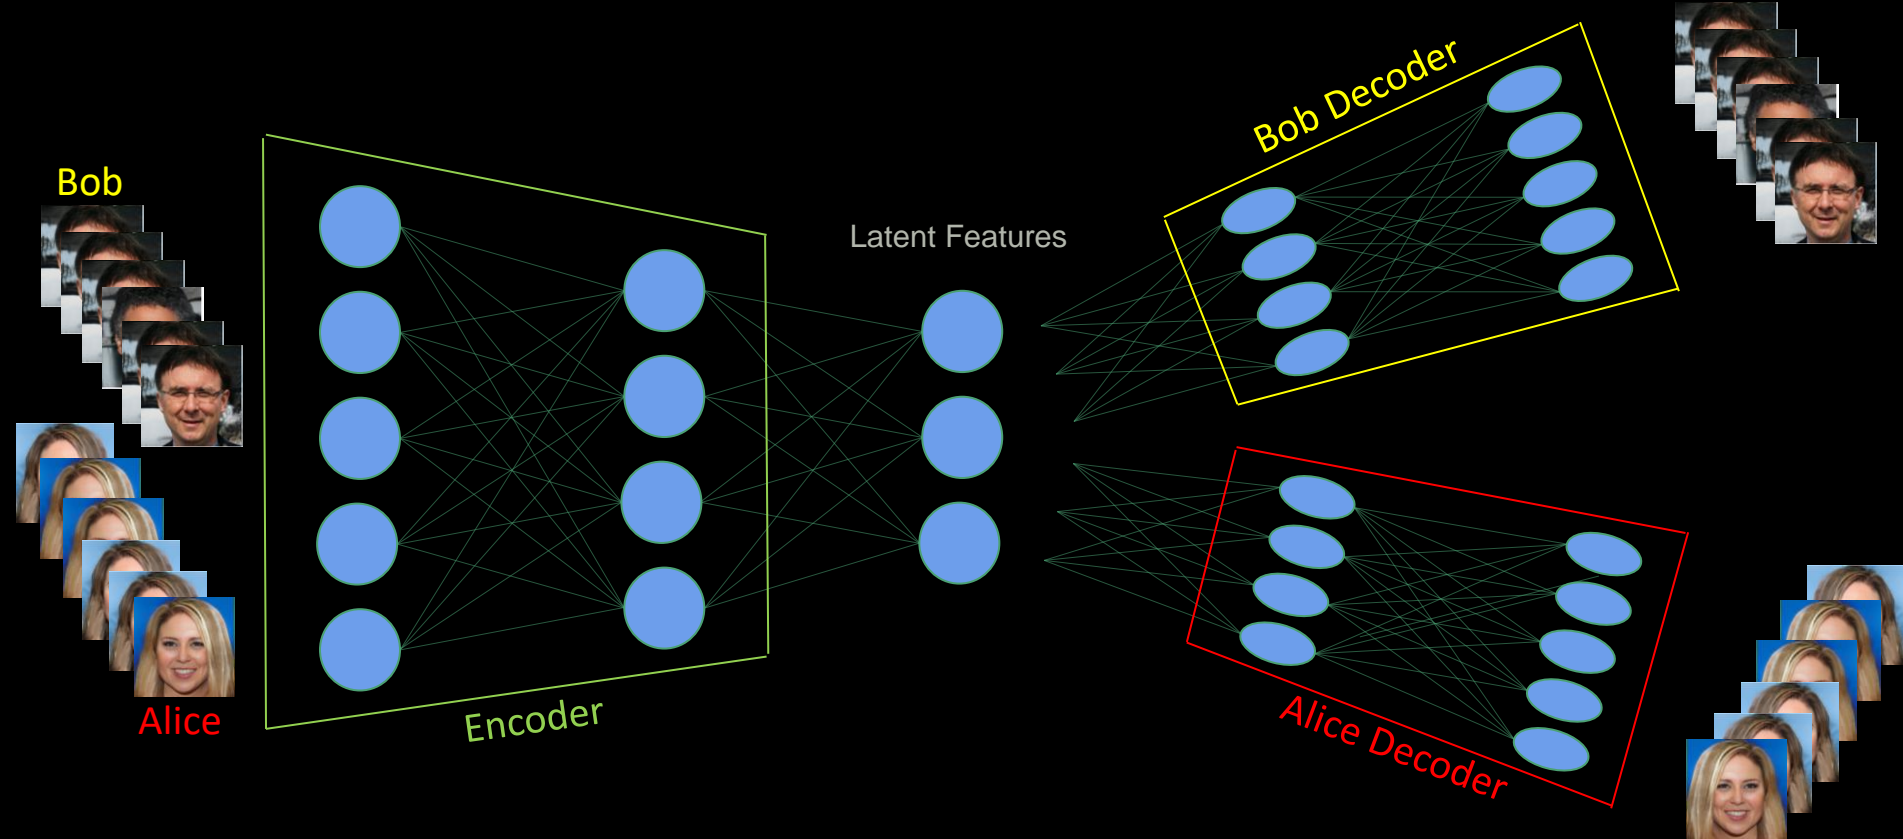 Bob
Alice
Encoder
Latent Features
Bob Decoder
Alice Decoder